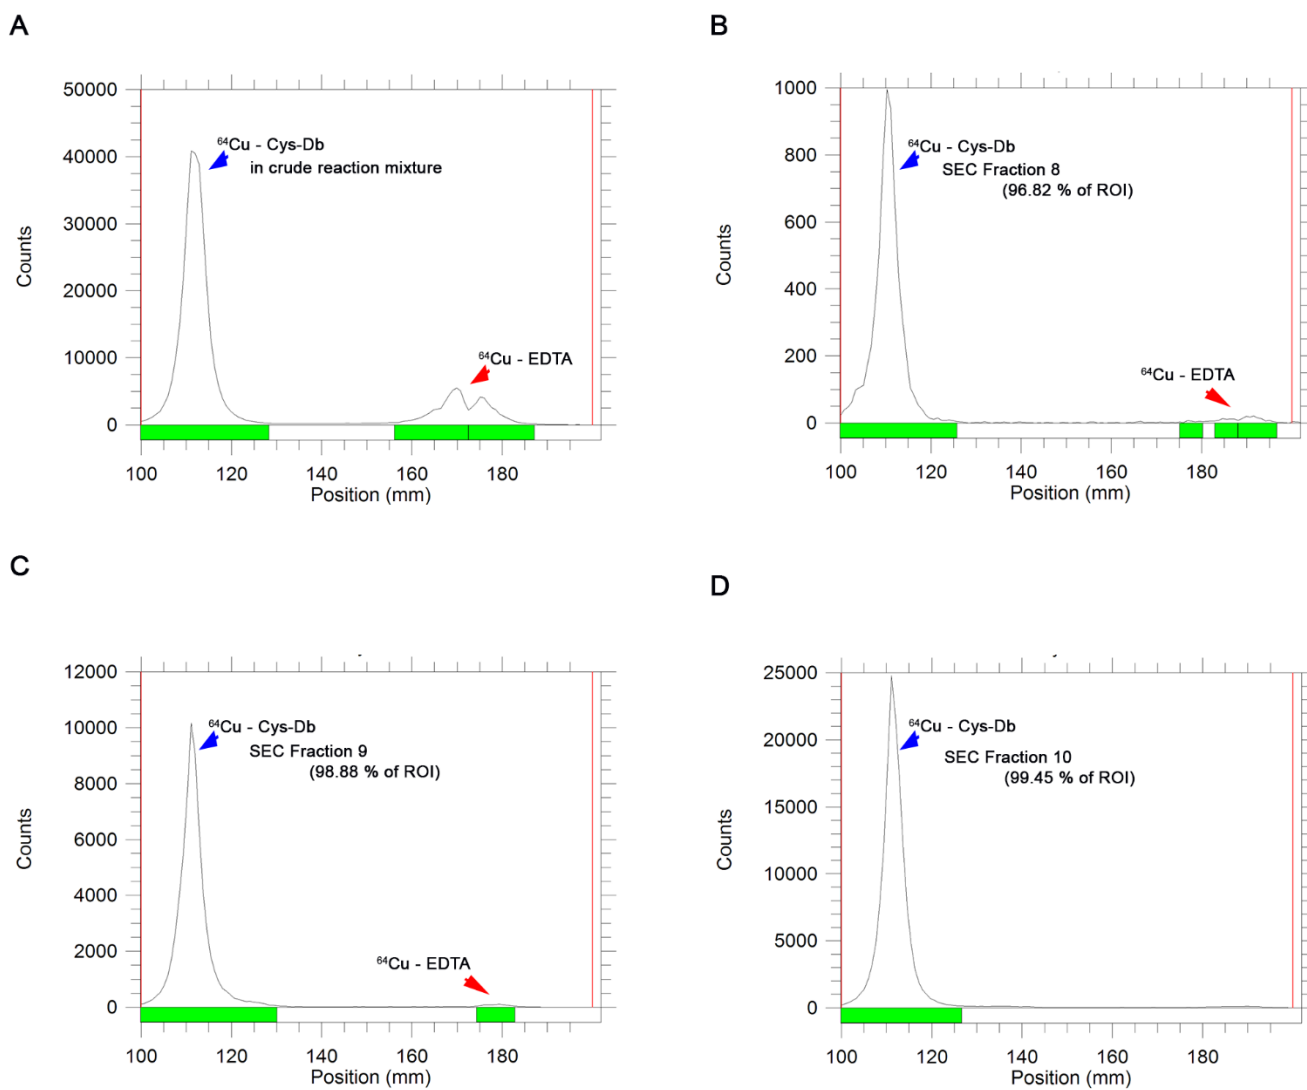 A
50000
40000
30000
20000
10000
0
Counts
64Cu - Cys-Db
in crude reaction mixture
64Cu - EDTA
100 120 140 160 180
Position (mm)
B
1000
800
600
400
200
0
Counts
64Cu - Cys-Db
SEC Fraction 8
(96.82 % of ROI)
64Cu - EDTA
100 120 140 160 180
Position (mm)
C
12000
10000
8000
6000
4000
2000
0
Counts
64Cu - Cys-Db
SEC Fraction 9
(98.88 % of ROI)
64Cu - EDTA
100 120 140 160 180
Position (mm)
D
25000
20000
15000
10000
5000
0
Counts
64Cu - Cys-Db
SEC Fraction 10
(99.45 % of ROI)
100 120 140 160 180
Position (mm)